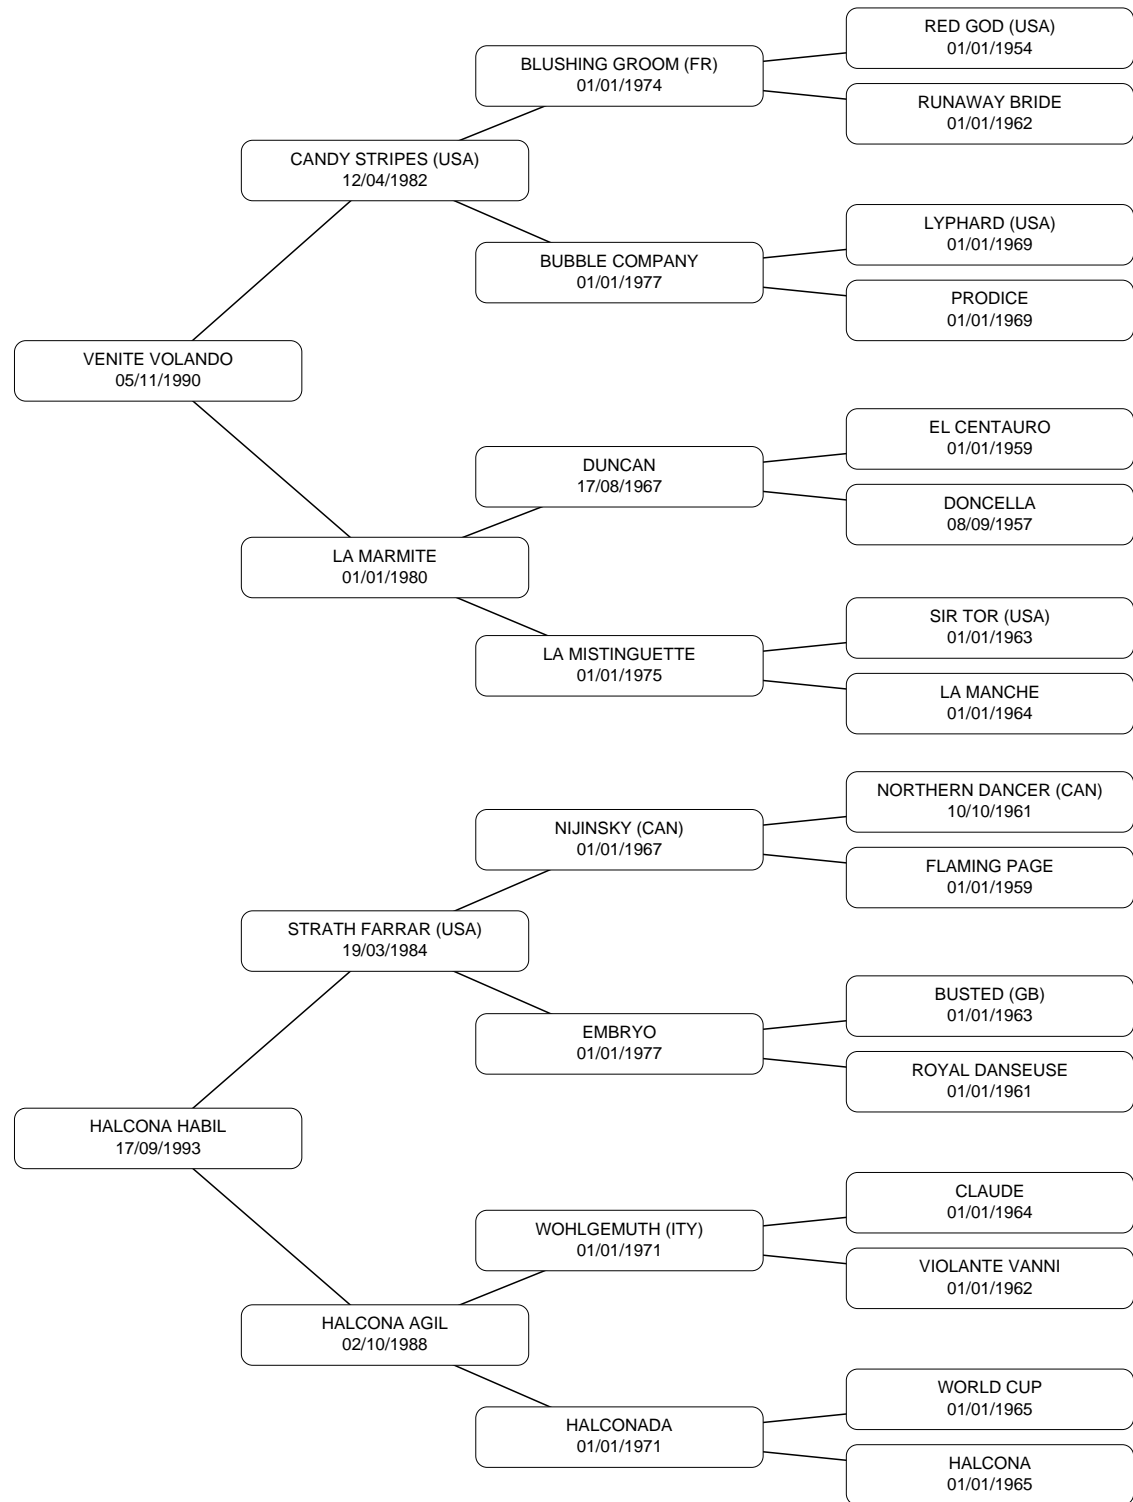 RED GOD (USA)
01/01/1954
BLUSHING GROOM (FR)
01/01/1974
RUNAWAY BRIDE
01/01/1962
CANDY STRIPES (USA)
12/04/1982
LYPHARD (USA)
01/01/1969
BUBBLE COMPANY
01/01/1977
PRODICE
01/01/1969
VENITE VOLANDO
05/11/1990
EL CENTAURO
01/01/1959
DUNCAN
17/08/1967
DONCELLA
08/09/1957
LA MARMITE
01/01/1980
SIR TOR (USA)
01/01/1963
LA MISTINGUETTE
01/01/1975
LA MANCHE
01/01/1964
NORTHERN DANCER (CAN)
10/10/1961
NIJINSKY (CAN)
01/01/1967
FLAMING PAGE
01/01/1959
STRATH FARRAR (USA)
19/03/1984
BUSTED (GB)
01/01/1963
EMBRYO
01/01/1977
ROYAL DANSEUSE
01/01/1961
HALCONA HABIL
17/09/1993
CLAUDE
01/01/1964
WOHLGEMUTH (ITY)
01/01/1971
VIOLANTE VANNI
01/01/1962
HALCONA AGIL
02/10/1988
WORLD CUP
01/01/1965
HALCONADA
01/01/1971
HALCONA
01/01/1965